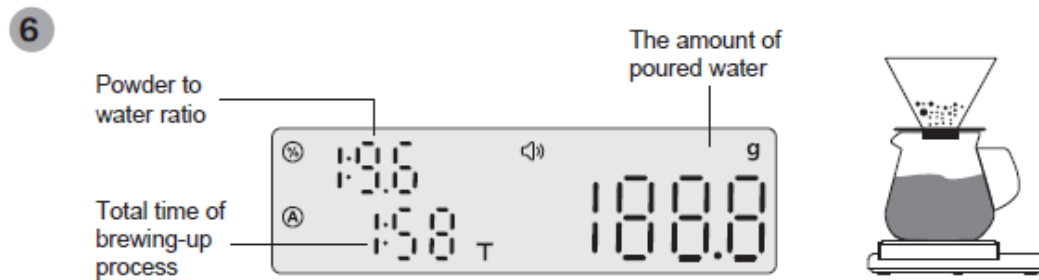 6
The amount of
poured water
Powder to
water ratio
% 1:9.6 g
188.8
A 1:58 T
Total time of
brewing-up
process